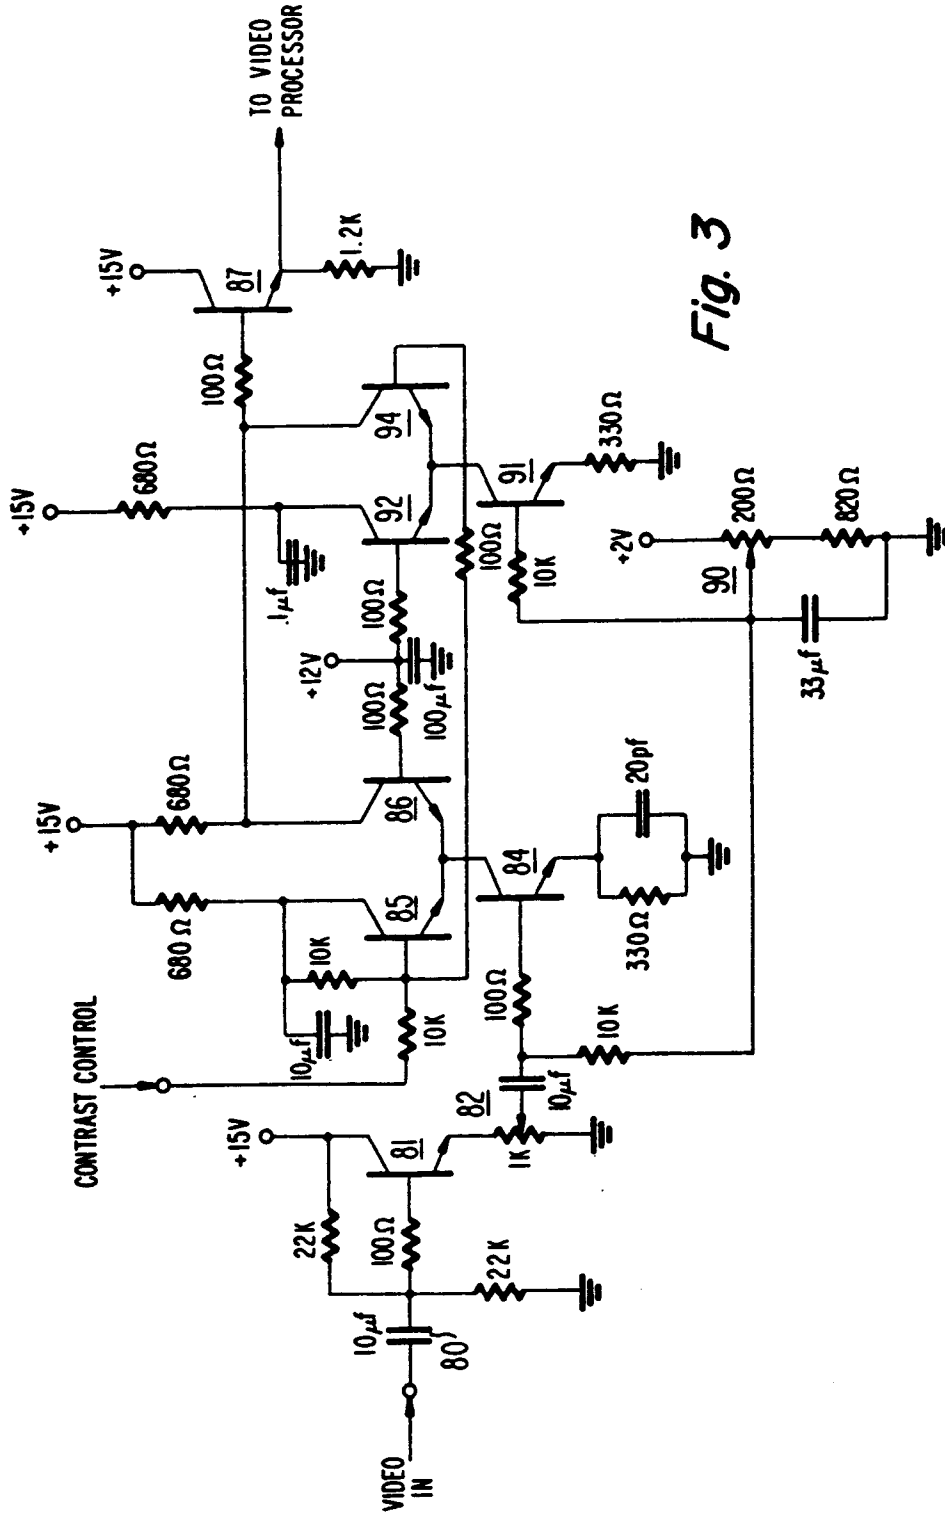 VIDEO
IN
10μf
80
22K
100Ω
22K
+15V
81
1K
82
10μf
CONTRAST CONTROL
10μf
10K
10K
100Ω
10K
+15V
680Ω
680Ω
85
86
84
330Ω
20pf
+12V
100Ω
100Ω
100μf
.1μf
+15V
680Ω
92
94
100Ω
91
10K
330Ω
+2V
90
200Ω
820Ω
33μf
100Ω
+15V
87
1.2K
TO VIDEO
PROCESSOR
Fig. 3